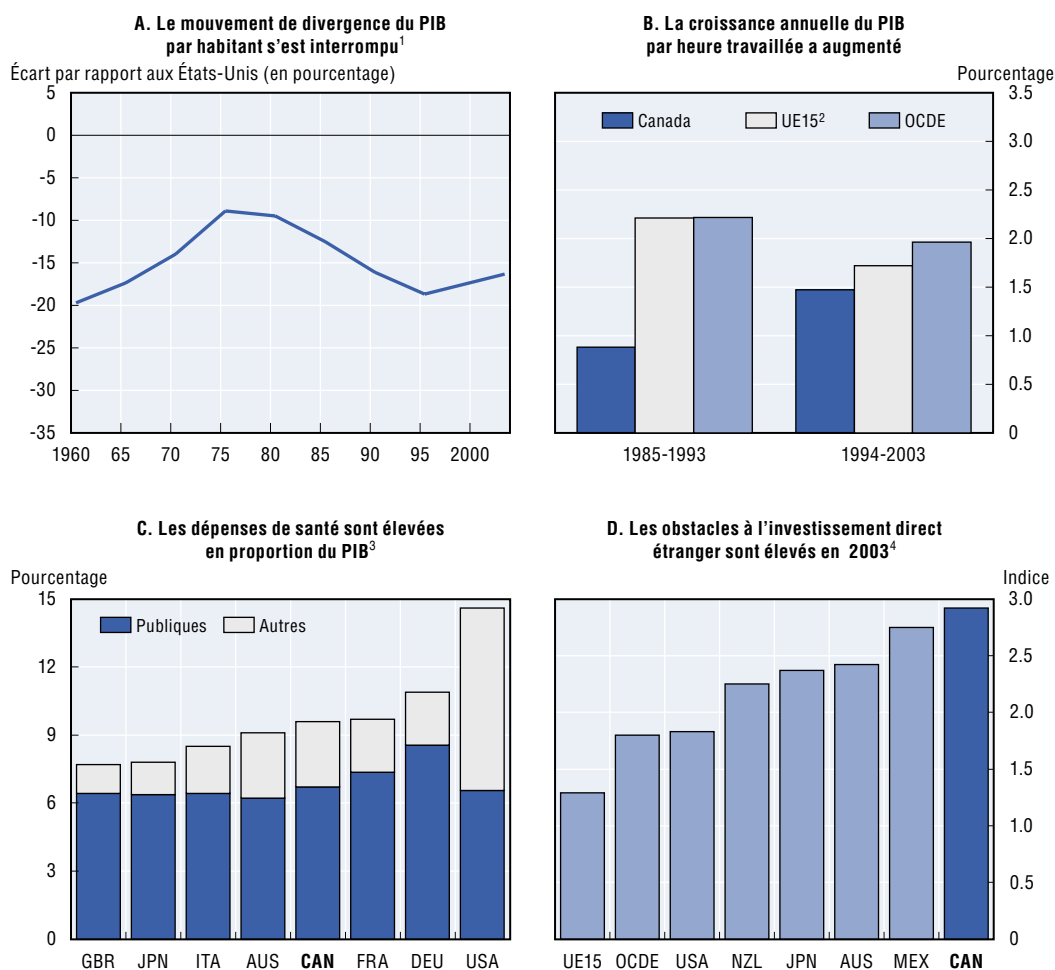 A. Le mouvement de divergence du PIB
par habitant s'est interrompu1
Écart par rapport aux États-Unis (en pourcentage)
5
0
-5
-10
-15
-20
-25
-30
-35
1960 65 70 75 80 85 90 95 2000
B. La croissance annuelle du PIB
par heure travaillée a augmenté
Pourcentage
3.5
3.0
2.5
2.0
1.5
1.0
0.5
0
Canada UE152 OCDE
1985-1993 1994-2003
C. Les dépenses de santé sont élevées
en proportion du PIB3
Pourcentage
15
12
9
6
3
0
Publiques Autres
GBR JPN ITA AUS CAN FRA DEU USA
D. Les obstacles à l'investissement direct
étranger sont élevés en 20034
Indice
3.0
2.5
2.0
1.5
1.0
0.5
0
UE15 OCDE USA NZL JPN AUS MEX CAN